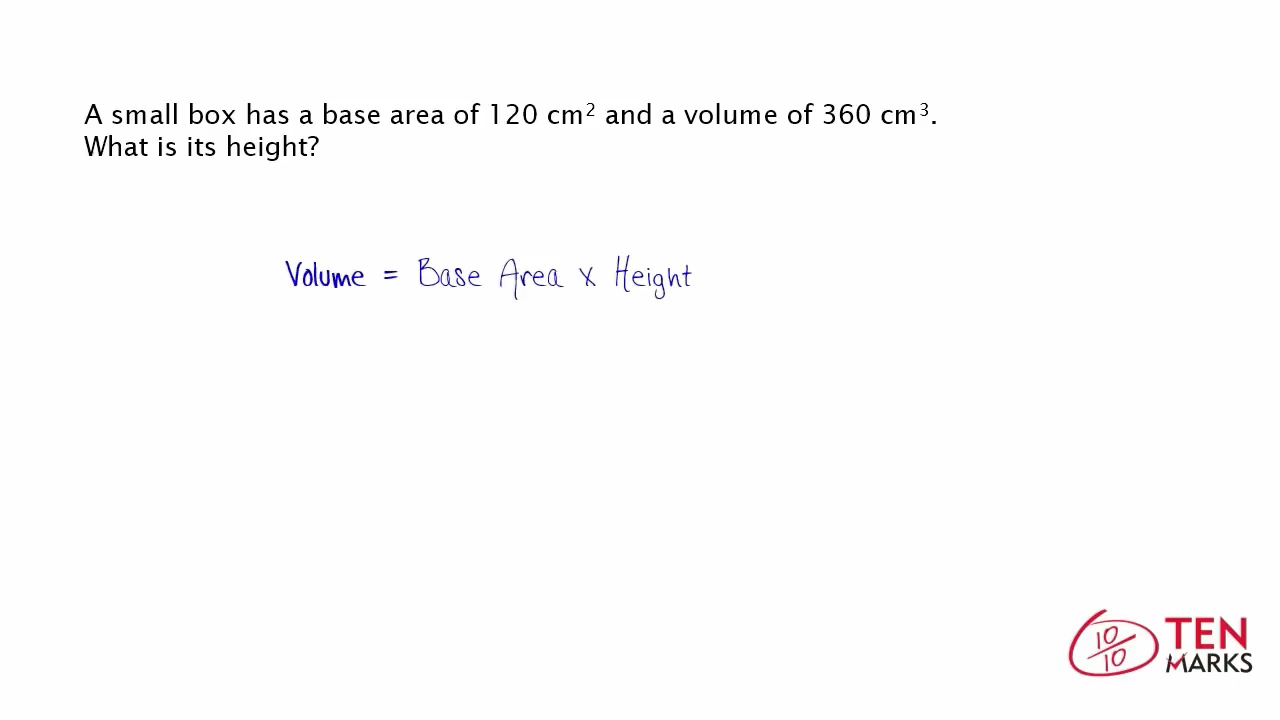 A small box has a base area of 120 cm² and a volume of 360 cm³.
What is its height?
Volume = Base Area x Height
10
10
TEN
MARKS